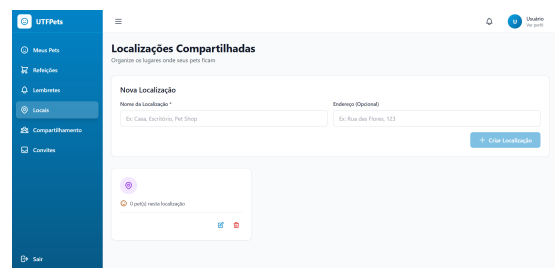 UTFPets
Usuário
Ver perfil
U
Meus Pets
Refeições
Lembretes
Locais
Compartilhamento
Convites
Sair
Localizações Compartilhadas
Organize os lugares onde seus pets ficam
Nova Localização
Nome da Localização *
Endereço (Opcional)
Ex: Casa, Escritório, Pet Shop
Ex: Rua das Flores, 123
+ Criar Localização
0 pet(s) nesta localização